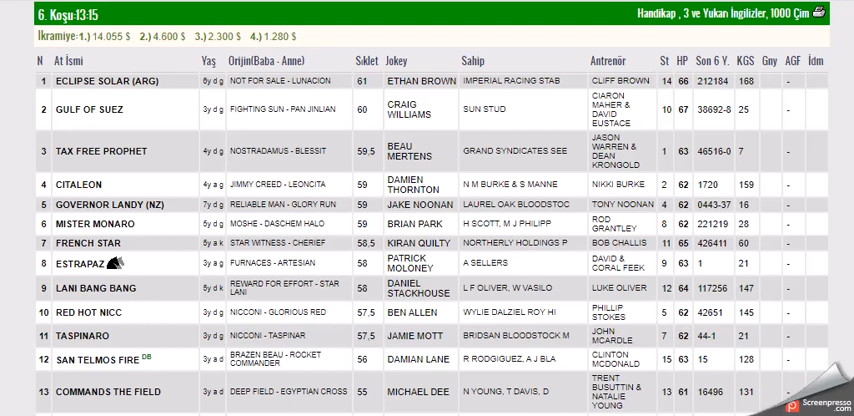 6. Koşu:13:15 Handikap , 3 ve Yukarı İngilizler, 1000 Çim
İkramiye:1.) 14.055 $ 2.) 4.600 $ 3.) 2.300 $ 4.) 1.280 $
N At İsmi Yaş Orijin(Baba - Anne) Sıklet Jokey Sahip Antrenör St HP Son 6 Y. KGS Gny AGF İdm
1 ECLIPSE SOLAR (ARG) NOT FOR SALE - LUNACION 61 ETHAN BROWN IMPERIAL RACING STAB CLIFF BROWN 14 66 212184 168 -
2 GULF OF SUEZ 3y d g FIGHTING SUN - PAN JINLIAN 60 CRAIG WILLIAMS SUN STUD CIARON MAHER & DAVID EUSTACE 10 67 38692-8 25 -
3 TAX FREE PROPHET 4y d g NOSTRADAMUS - BLESSIT 59,5 BEAU MERTENS GRAND SYNDICATES SEE JASON WARREN & DEAN KRONGOLD 1 63 46516-0 7 -
4 CITALEON 4y a g JIMMY CREED - LEONCITA 59 DAMIEN THORNTON N M BURKE & S MANNE NIKKI BURKE 2 62 1720 159 -
5 GOVERNOR LANDY (NZ) 7y d g RELIABLE MAN - GLORY RUN 59 JAKE NOONAN LAUREL OAK BLOODSTOC TONY NOONAN 4 62 0443-37 16 -
6 MISTER MONARO 5y d g MOSHE - DASCHEM HALO 59 BRIAN PARK H SCOTT, M J PHILIPP ROD GRANTLEY 8 62 221219 28 -
7 FRENCH STAR STAR WITNESS - CHERIEF 58,5 KIRAN QUILTY NORTHERLY HOLDINGS P BOB CHALLIS 11 65 426411 60 -
8 ESTRAPAZ 3y a g FURNACES - ARTESIAN 58 PATRICK MOLONEY A SELLERS DAVID & CORAL FEEK 9 63 1 21 -
9 LANI BANG BANG 5y d k REWARD FOR EFFORT - STAR LANI 58 DANIEL STACKHOUSE L F OLIVER, W VASILO LUKE OLIVER 12 64 117256 147 -
10 RED HOT NICC 3y d g NICCONI - GLORIOUS RED 57,5 BEN ALLEN WYLIE DALZIEL ROY HI PHILLIP STOKES 5 62 42651 145 -
11 TASPINARO 3y d g NICCONI - TASPINAR 57,5 JAMIE MOTT BRIDSAN BLOODSTOCK M JOHN MCARDLE 7 62 44-1 21 -
12 SAN TELMOS FIRE DB 3y a d BRAZEN BEAU - ROCKET COMMANDER 56 DAMIAN LANE R RODGIGUEZ, A J BLA CLINTON MCDONALD 15 63 15 128 -
13 COMMANDS THE FIELD 3y a d DEEP FIELD - EGYPTIAN CROSS 55 MICHAEL DEE N YOUNG, T DAVIS, D TRENT BUSUTTIN & NATALIE YOUNG 13 61 16496 131 -
Screenpresso
.com